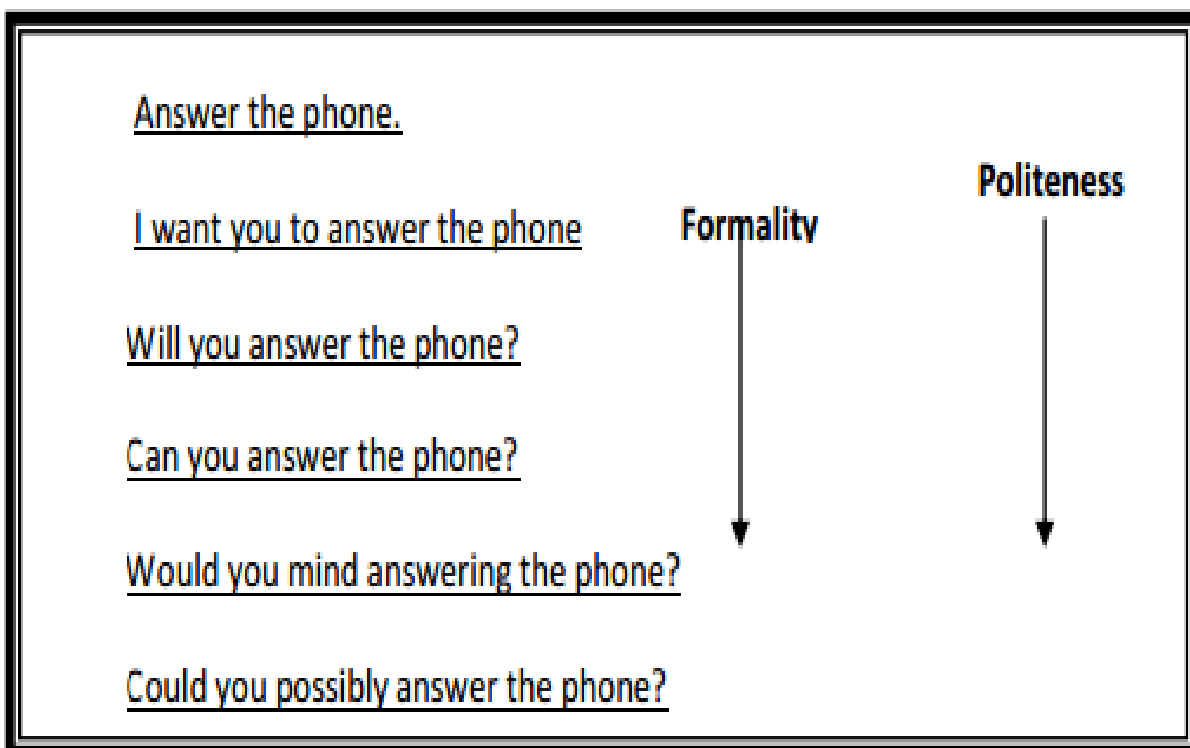 Answer the phone.
Politeness
I want you to answer the phone
Formality
Will you answer the phone?
Can you answer the phone?
Would you mind answering the phone?
Could you possibly answer the phone?